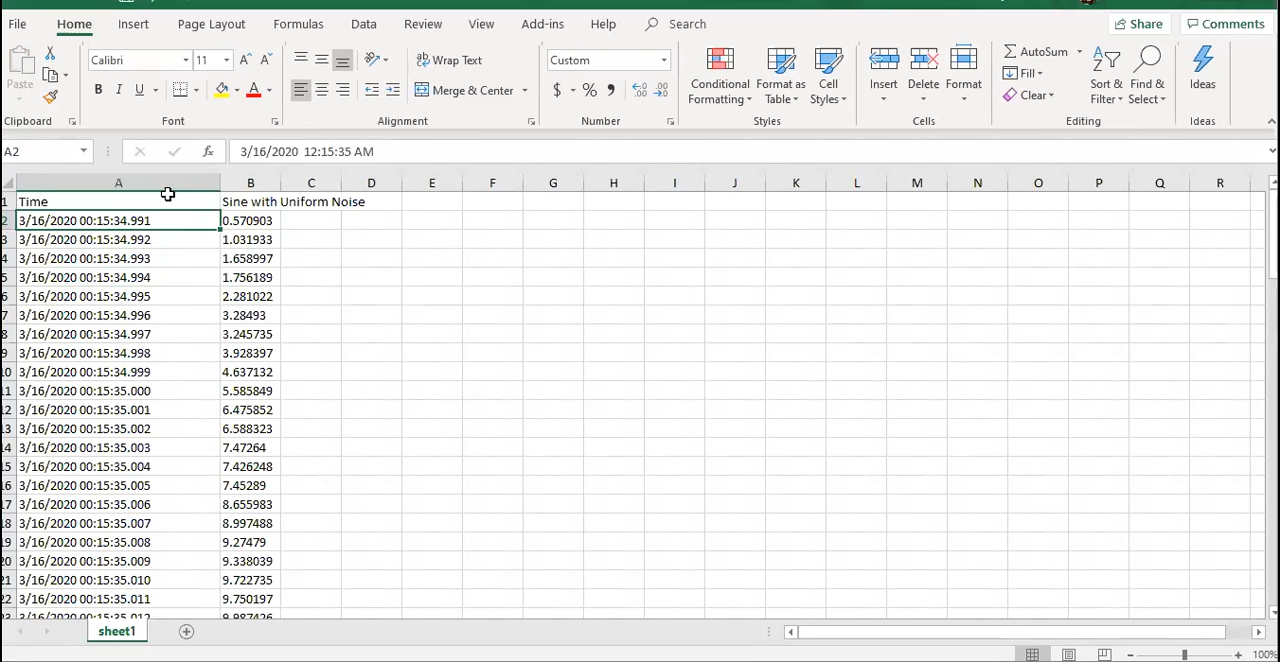 File Home Insert Page Layout Formulas Data Review View Add-ins Help Search Share Comments
Calibri 11 A A Wrap Text Custom AutoSum
Paste B I U A Merge & Center $ % 9 Conditional Formatting Format as Table Cell Styles Insert Delete Format Fill Clear Sort & Filter Find & Select Ideas
Clipboard Font Alignment Number Styles Cells Editing Ideas
A2 fx 3/16/2020 12:15:35 AM
A B C D E F G H I J K L M N O P Q R
1 Time Sine with Uniform Noise
2 3/16/2020 00:15:34.991 0.570903
3 3/16/2020 00:15:34.992 1.031933
4 3/16/2020 00:15:34.993 1.658997
5 3/16/2020 00:15:34.994 1.756189
6 3/16/2020 00:15:34.995 2.281022
7 3/16/2020 00:15:34.996 3.28493
8 3/16/2020 00:15:34.997 3.245735
9 3/16/2020 00:15:34.998 3.928397
10 3/16/2020 00:15:34.999 4.637132
11 3/16/2020 00:15:35.000 5.585849
12 3/16/2020 00:15:35.001 6.475852
13 3/16/2020 00:15:35.002 6.588323
14 3/16/2020 00:15:35.003 7.47264
15 3/16/2020 00:15:35.004 7.426248
16 3/16/2020 00:15:35.005 7.45289
17 3/16/2020 00:15:35.006 8.655983
18 3/16/2020 00:15:35.007 8.997488
19 3/16/2020 00:15:35.008 9.27479
20 3/16/2020 00:15:35.009 9.338039
21 3/16/2020 00:15:35.010 9.722735
22 3/16/2020 00:15:35.011 9.750197
23 3/16/2020 00:15:35.012 9.987426
sheet1
100%